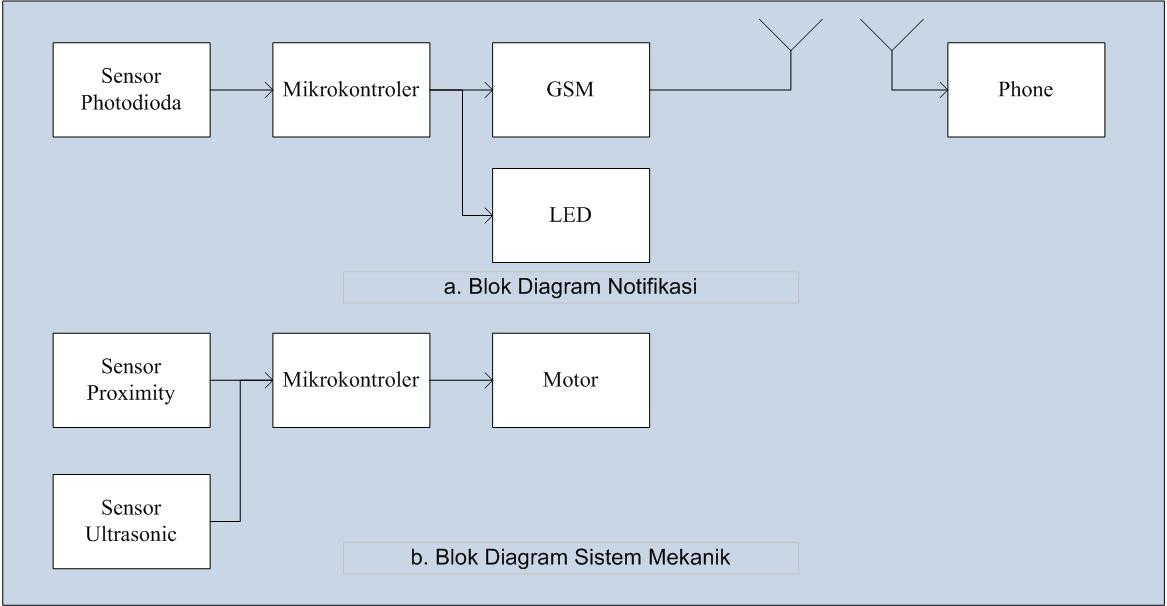 Sensor
Photodioda
Mikrokontroler
GSM
Phone
LED
a. Blok Diagram Notifikasi
Sensor
Proximity
Mikrokontroler
Motor
Sensor
Ultrasonic
b. Blok Diagram Sistem Mekanik